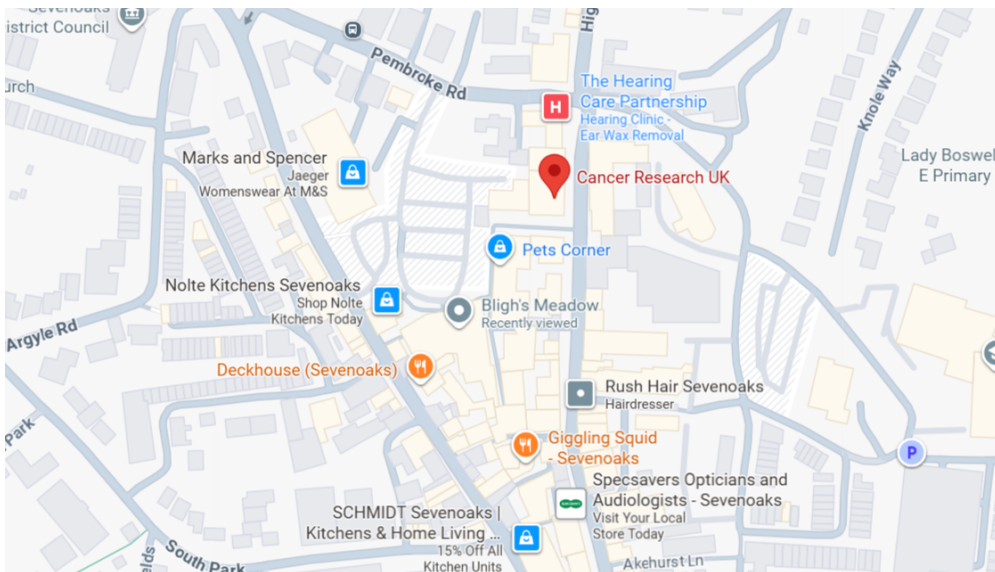 Sevenoaks
istrict Council
urch
Pembroke Rd
Hig
The Hearing
Care Partnership
Hearing Clinic -
Ear Wax Removal
H
Knole Way
Marks and Spencer
Jaeger
Womenswear At M&S
Cancer Research UK
Lady Boswel
E Primary
Pets Corner
Nolte Kitchens Sevenoaks
Shop Nolte
Kitchens Today
Bligh's Meadow
Recently viewed
Argyle Rd
Deckhouse (Sevenoaks)
Rush Hair Sevenoaks
Hairdresser
Park
Giggling Squid
- Sevenoaks
P
Specsavers Opticians and
Audiologists - Sevenoaks
Visit Your Local
Store Today
SCHMIDT Sevenoaks |
Kitchens & Home Living ...
15% Off All
Kitchen Units
South Park
elds
Akehurst Ln